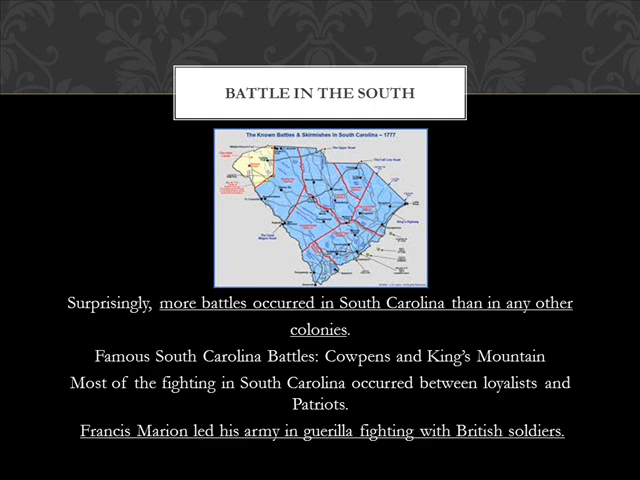 BATTLE IN THE SOUTH
The Known Battles & Skirmishes in South Carolina – 1777
Surprisingly, more battles occurred in South Carolina than in any other
colonies.
Famous South Carolina Battles: Cowpens and King's Mountain
Most of the fighting in South Carolina occurred between loyalists and
Patriots.
Francis Marion led his army in guerilla fighting with British soldiers.